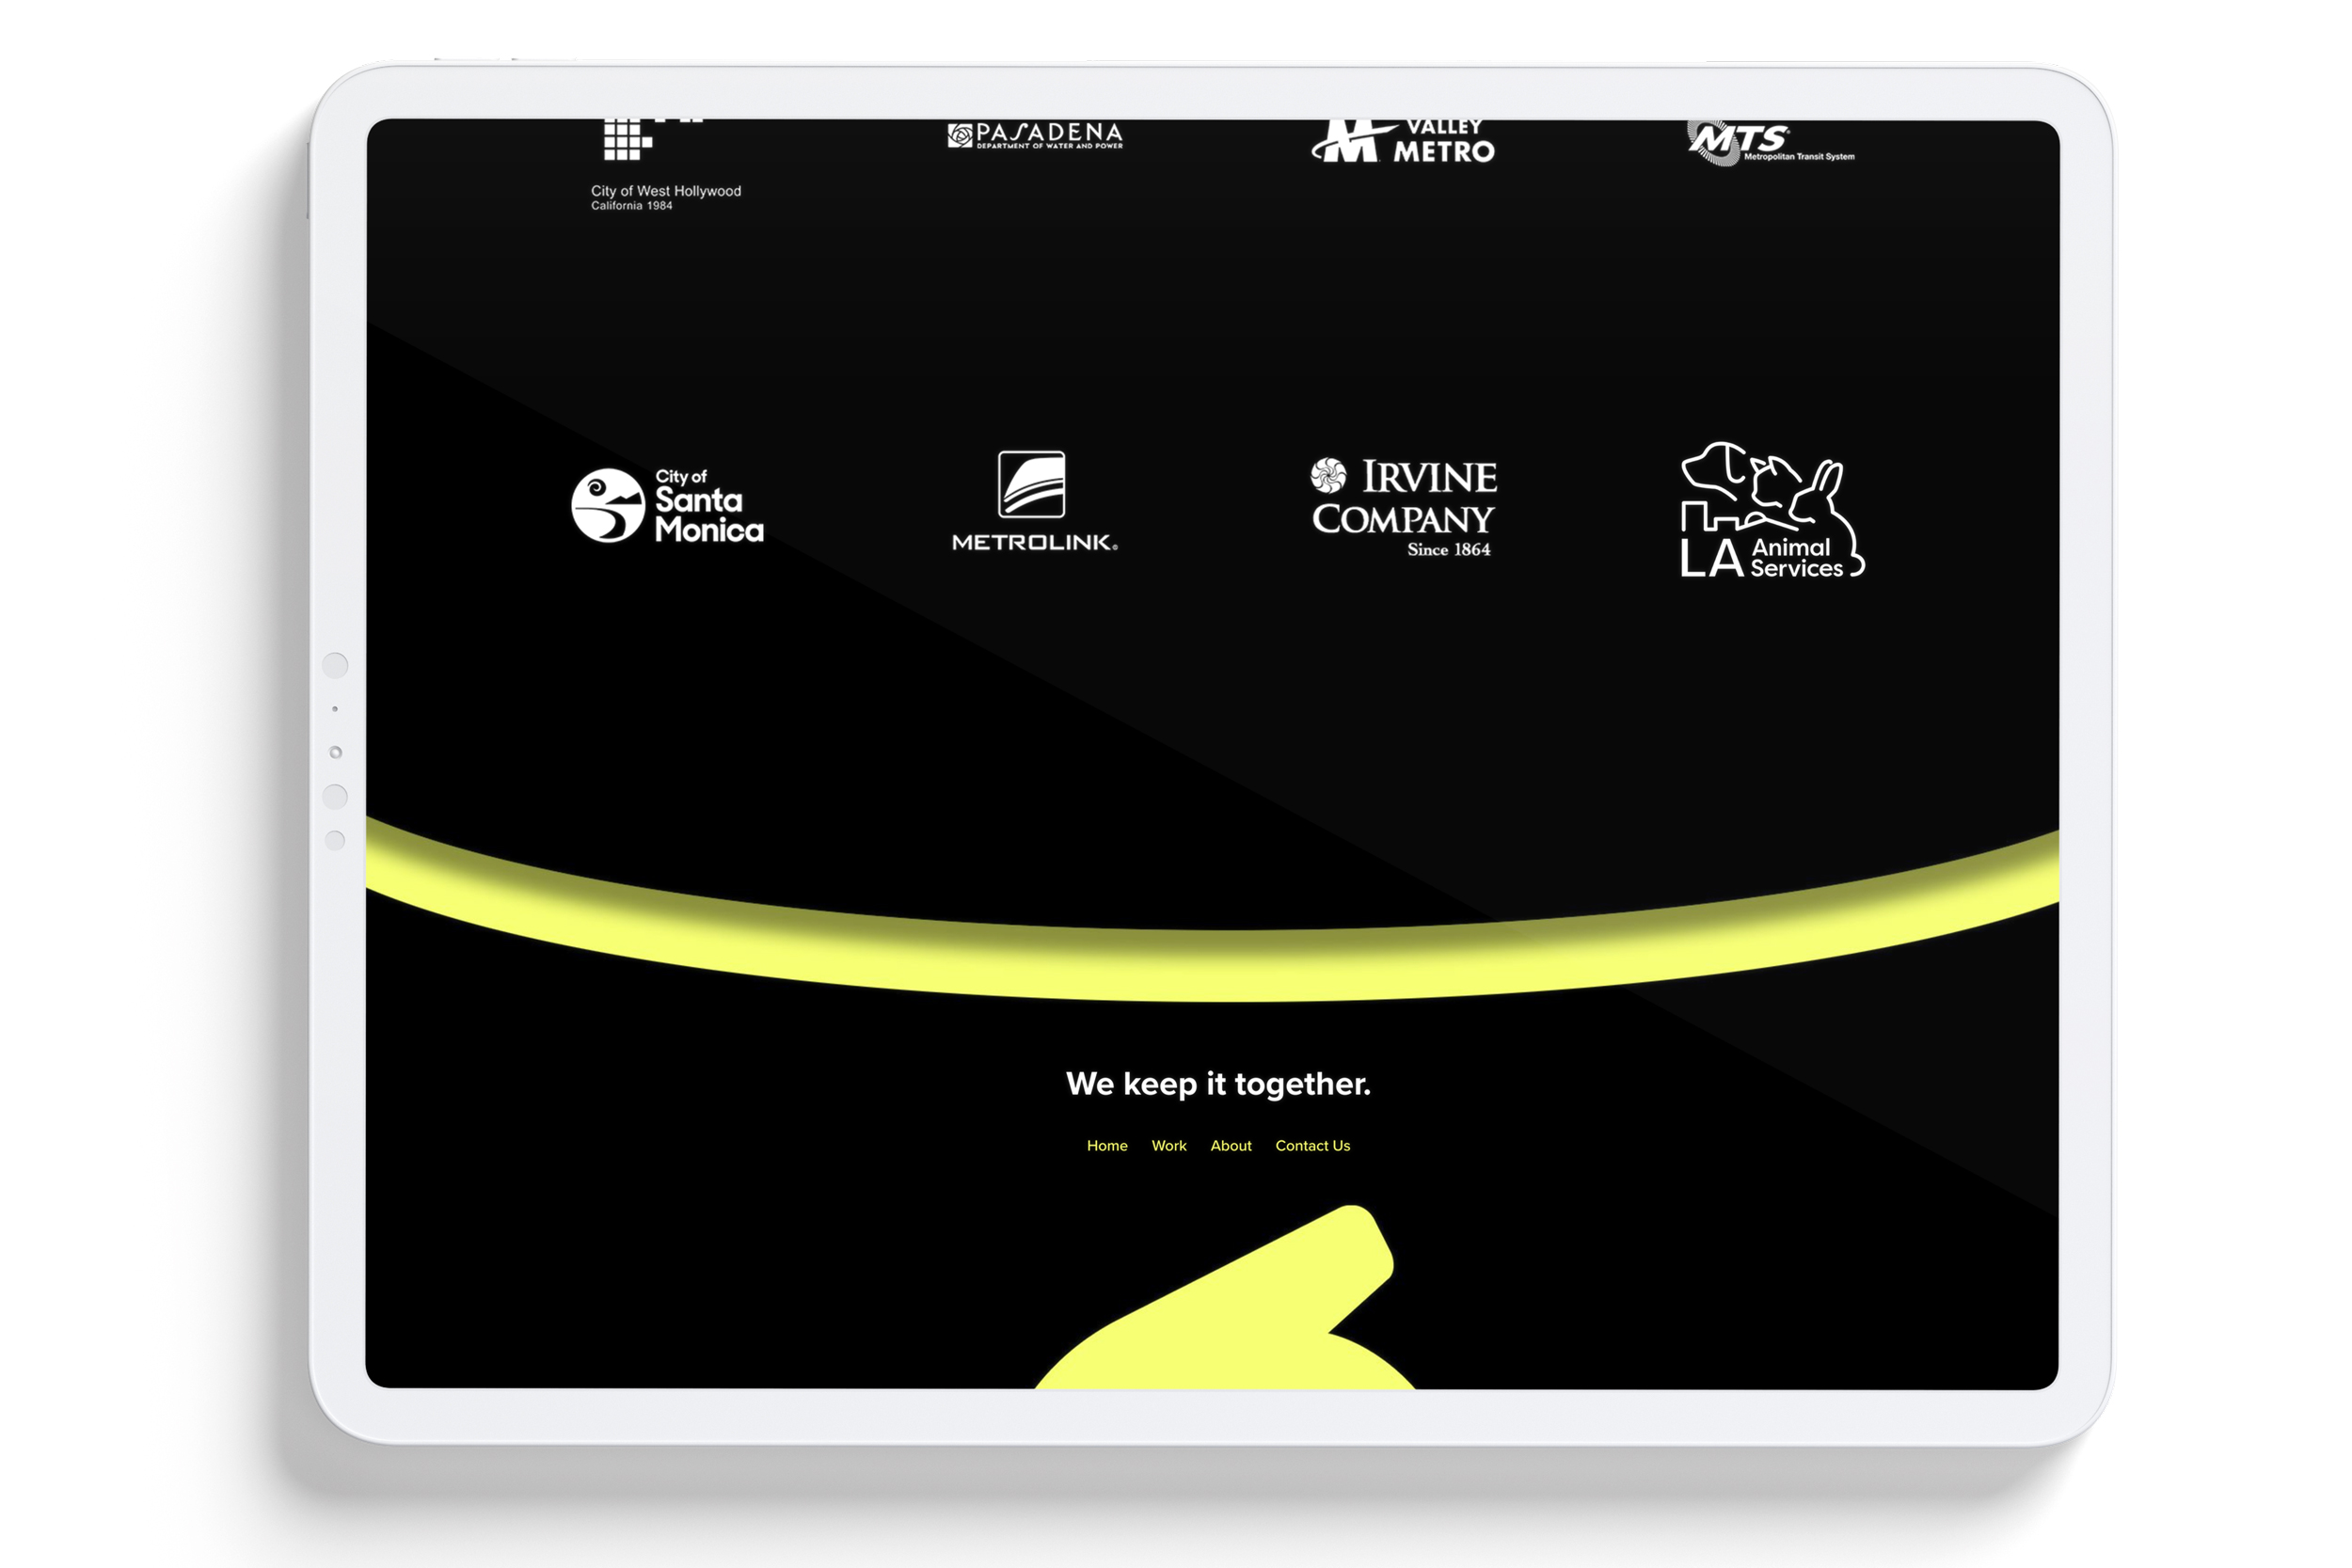 PASADENA
DEPARTMENT OF WATER AND POWER
VALLEY
METRO
MTS
Metropolitan Transit System
City of West Hollywood
California 1984
City of
Santa
Monica
METROLINK®
IRVINE
COMPANY
Since 1864
LA Animal
Services
We keep it together.
Home Work About Contact Us